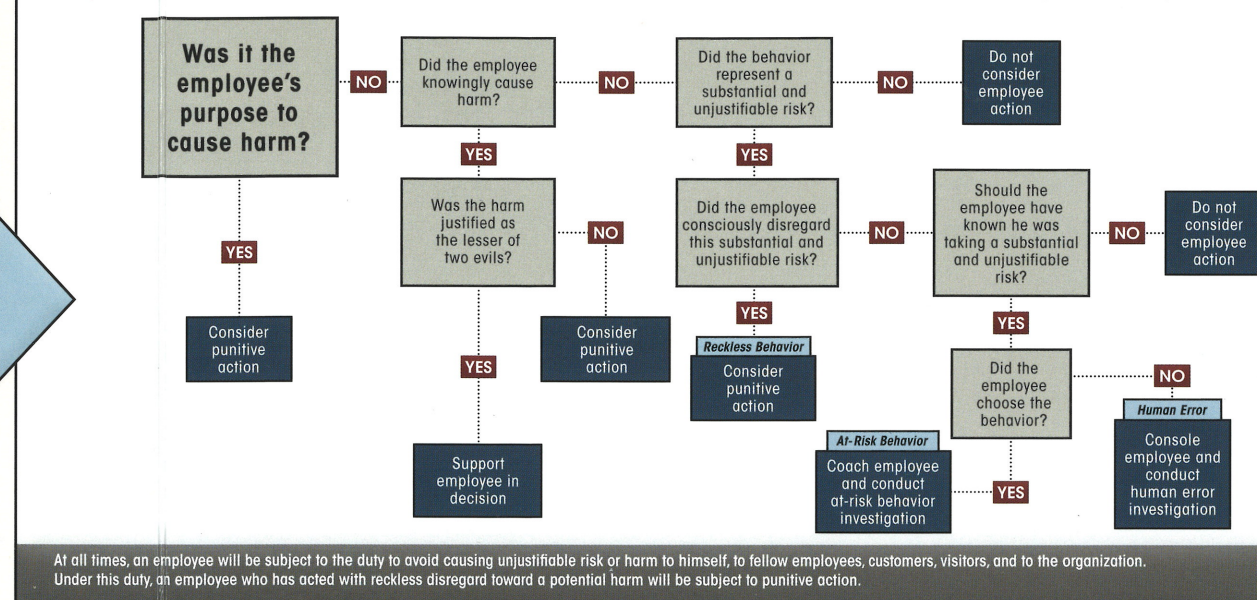 Was it the
employee's
purpose to
cause harm?
NO
Did the employee
knowingly cause
harm?
NO
Did the behavior
represent a
substantial and
unjustifiable risk?
NO
Do not
consider
employee
action
YES
YES
YES
Consider
punitive
action
Was the harm
justified as
the lesser of
two evils?
NO
Consider
punitive
action
YES
Support
employee in
decision
Did the employee
consciously disregard
this substantial and
unjustifiable risk?
NO
Should the
employee have
known he was
taking a substantial
and unjustifiable
risk?
NO
Do not
consider
employee
action
YES
Reckless Behavior
Consider
punitive
action
YES
Did the
employee
choose the
behavior?
NO
Human Error
Console
employee and
conduct
human error
investigation
YES
At-Risk Behavior
Coach employee
and conduct
at-risk behavior
investigation
At all times, an employee will be subject to the duty to avoid causing unjustifiable risk or harm to himself, to fellow employees, customers, visitors, and to the organization.
Under this duty, an employee who has acted with reckless disregard toward a potential harm will be subject to punitive action.